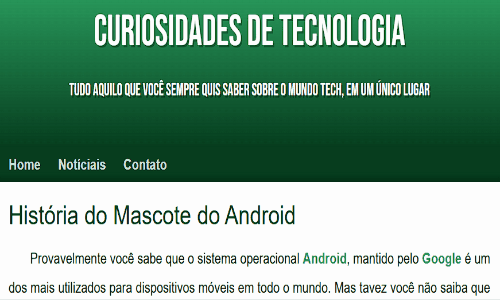 CURIOSIDADES DE TECNOLOGIA
TUDO AQUILO QUE VOCÊ SEMPRE QUIS SABER SOBRE O MUNDO TECH, EM UM ÚNICO LUGAR
Home Notíciais Contato
História do Mascote do Android
Provavelmente você sabe que o sistema operacional Android, mantido pelo Google é um
dos mais utilizados para dispositivos móveis em todo o mundo. Mas tavez você não saiba que